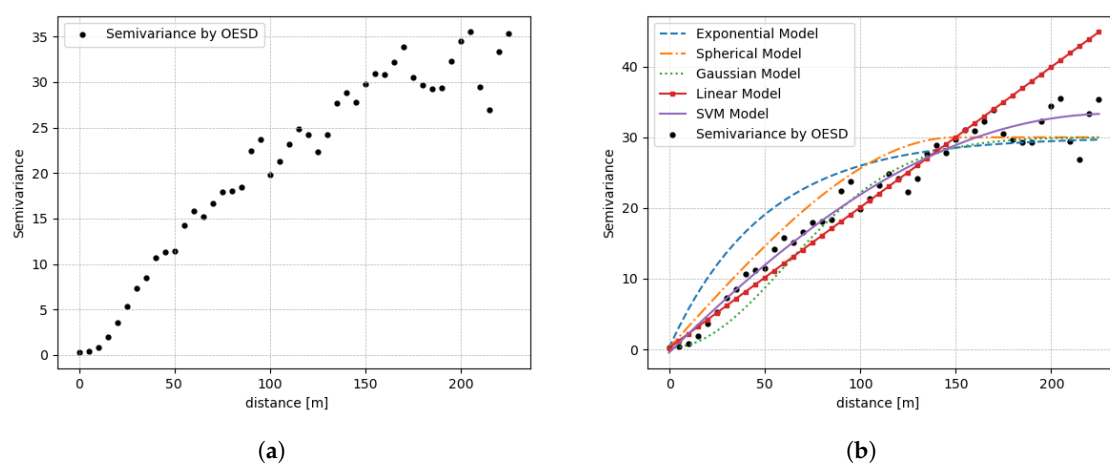 Semivariance by OESD
35
30
25
20
15
10
5
0
Semivariance
0 50 100 150 200
distance [m]
(a)
Exponential Model
Spherical Model
Gaussian Model
Linear Model
SVM Model
Semivariance by OESD
40
30
20
10
0
Semivariance
0 50 100 150 200
distance [m]
(b)